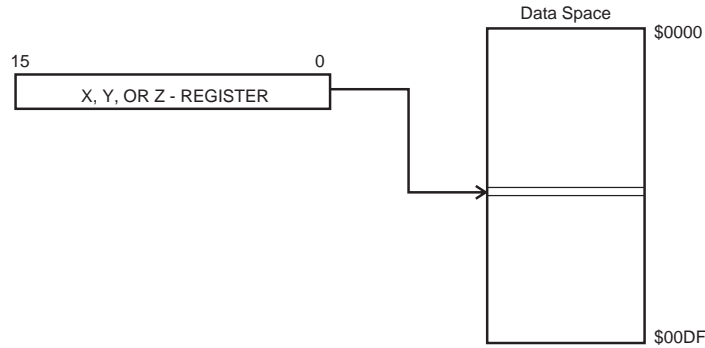 Data Space
$0000
15 0
X, Y, OR Z - REGISTER
$00DF